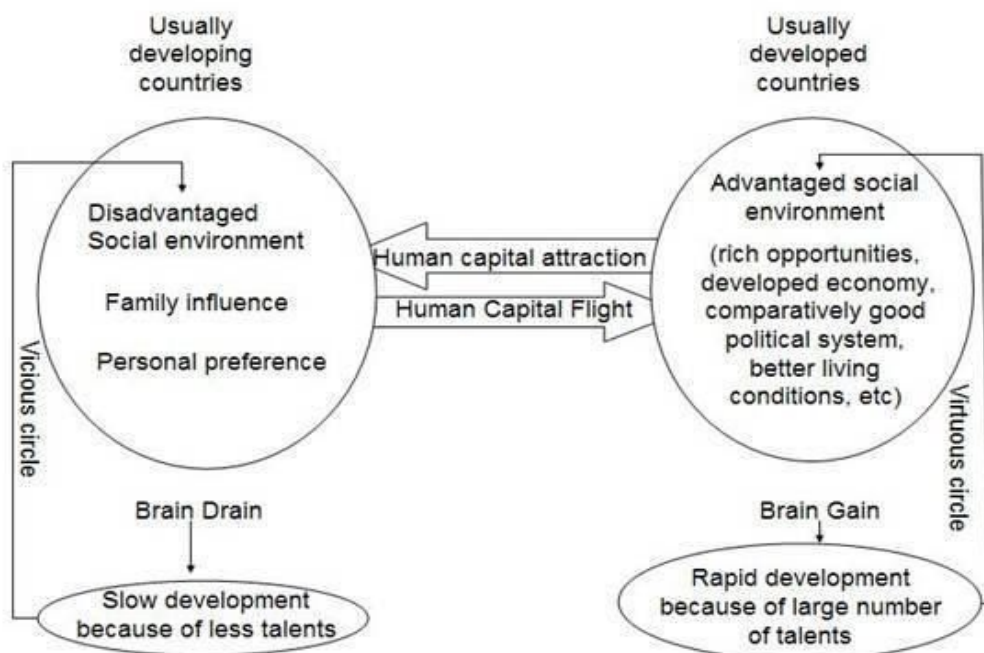 Usually
developing
countries
Usually
developed
countries
Disadvantaged
Social environment
Family influence
Personal preference
Human capital attraction
Human Capital Flight
Advantaged social
environment
(rich opportunities,
developed economy,
comparatively good
political system,
better living
conditions, etc)
Vicious circle
Virtuous circle
Brain Drain
Slow development
because of less talents
Brain Gain
Rapid development
because of large number
of talents